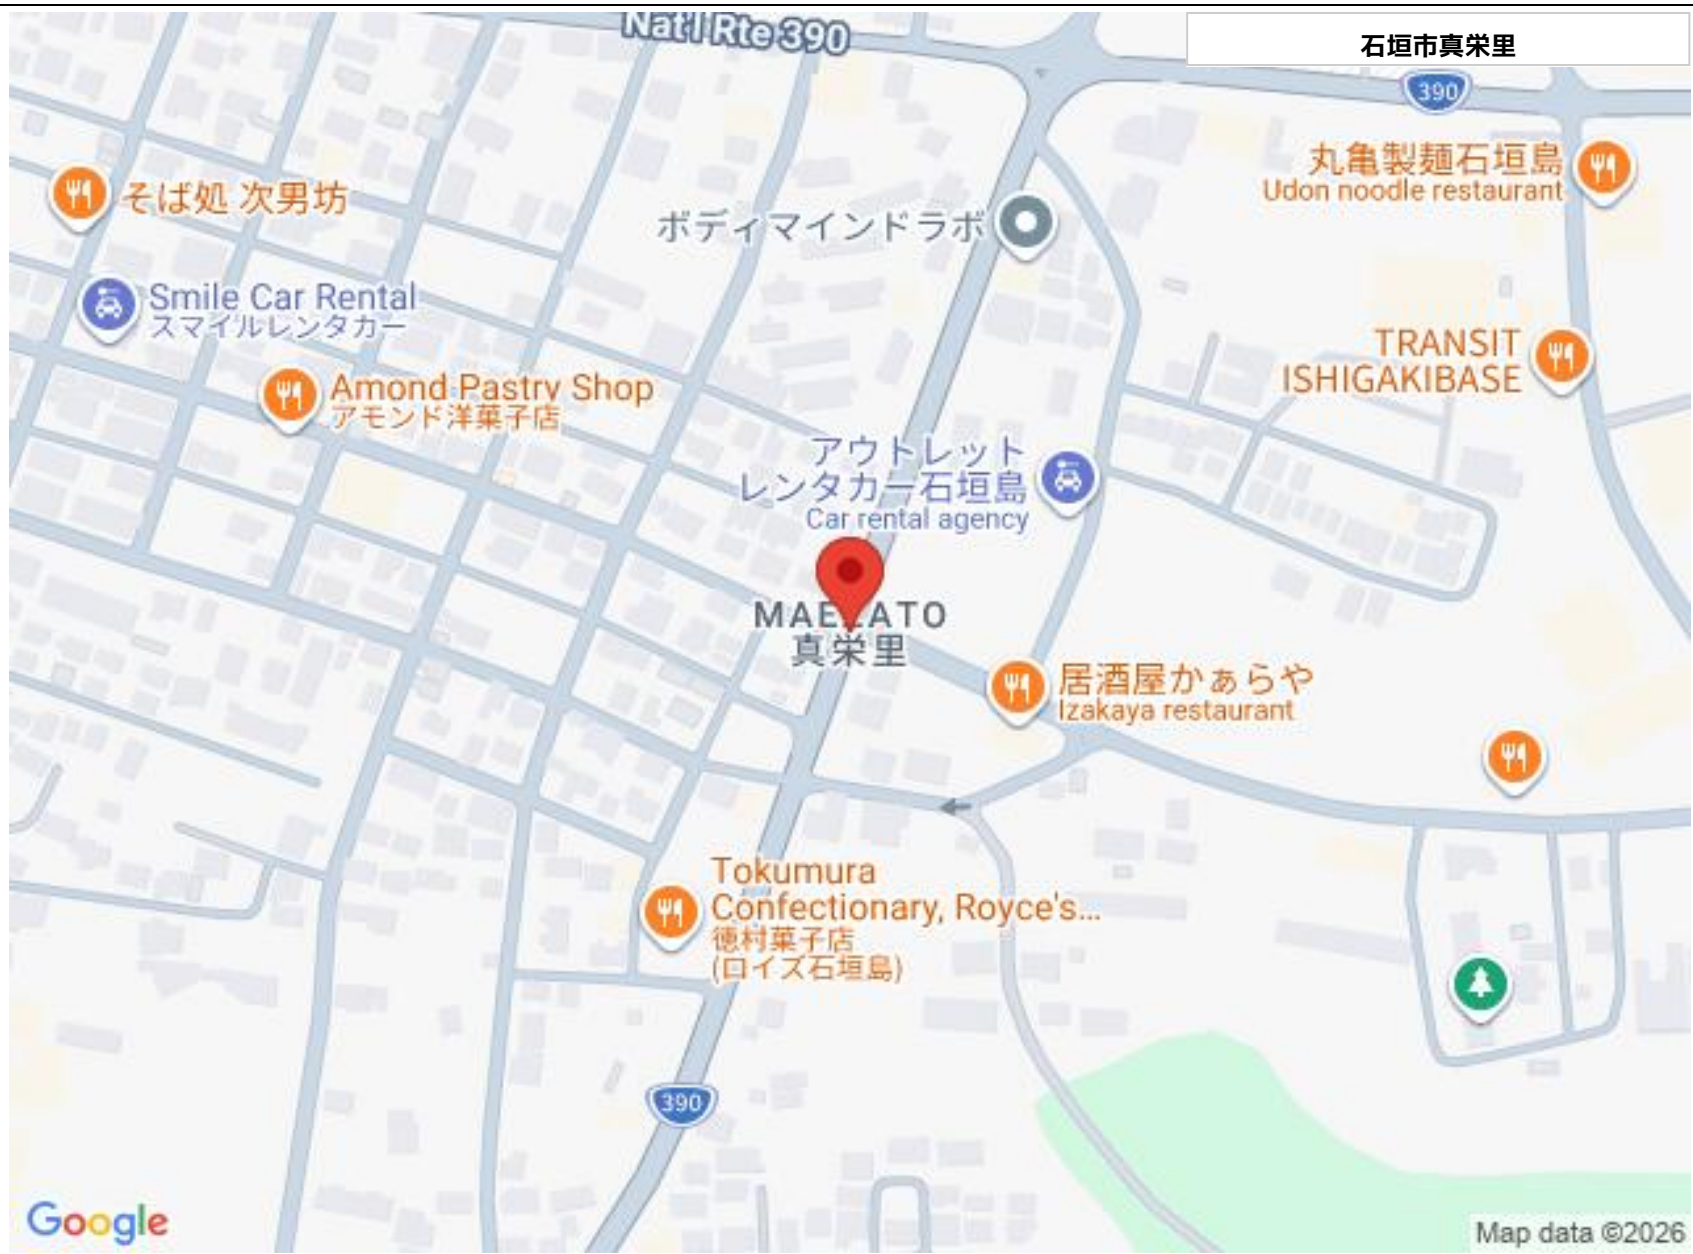 Nat'l Rte 390
石垣市真栄里
390
丸亀製麺石垣島
Udon noodle restaurant
そば処 次男坊
ボディマインドラボ
Smile Car Rental
スマイルレンタカー
TRANSIT
ISHIGAKIBASE
Amond Pastry Shop
アモンド洋菓子店
アウトレット
レンタカー石垣島
Car rental agency
MAEZATO
真栄里
居酒屋かぁらや
Izakaya restaurant
Tokumura
Confectionary, Royce's...
徳村菓子店
(ロイズ石垣島)
390
Google
Map data ©2026